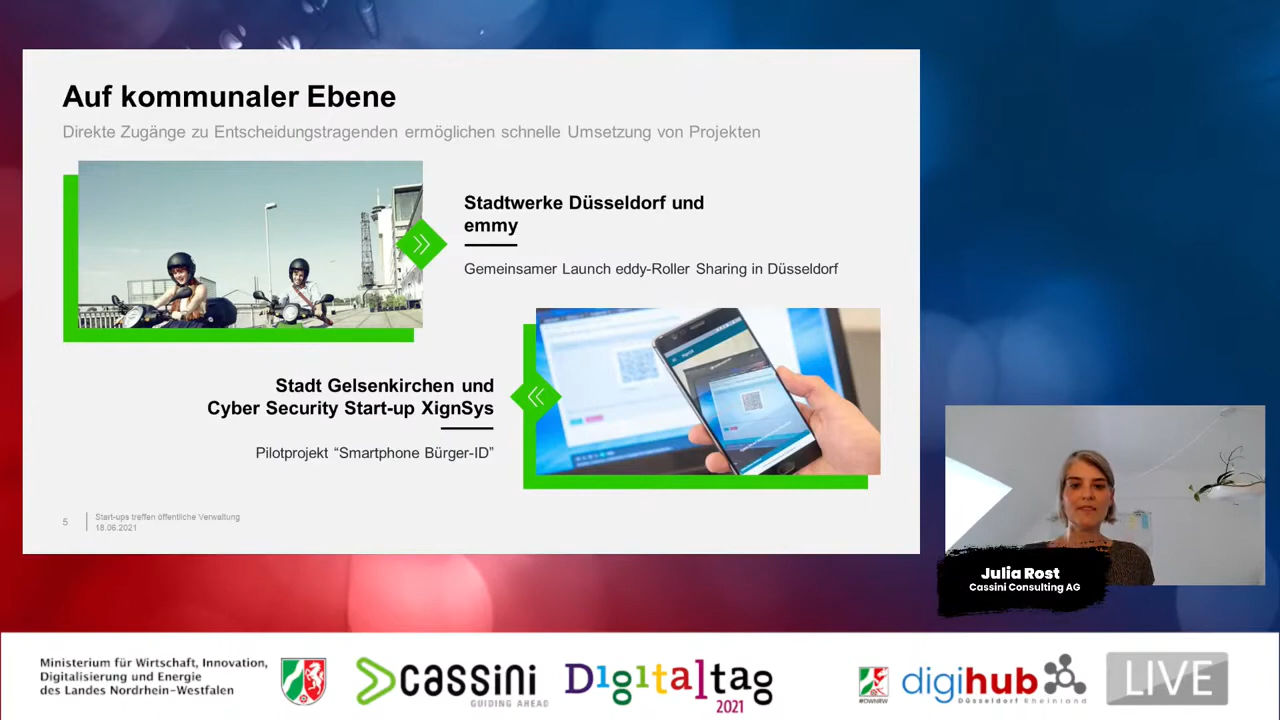 Auf kommunaler Ebene
Direkte Zugänge zu Entscheidungstragenden ermöglichen schnelle Umsetzung von Projekten
Stadtwerke Düsseldorf und
emmy
Gemeinsamer Launch eddy-Roller Sharing in Düsseldorf
Stadt Gelsenkirchen und
Cyber Security Start-up XignSys
Pilotprojekt “Smartphone Bürger-ID”
5
Start-ups treffen öffentliche Verwaltung
18.06.2021
Julia Rost
Cassini Consulting AG
Ministerium für Wirtschaft, Innovation,
Digitalisierung und Energie
des Landes Nordrhein-Westfalen
cassini
GUIDING AHEAD
Digitaltag
2021
#DWNRW
digihub
Düsseldorf Rheinland
LIVE